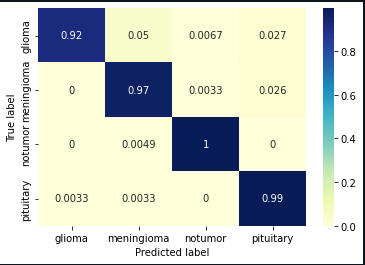 glioma 0.92 0.05 0.0067 0.027
meningioma 0 0.97 0.0033 0.026
notumor 0 0.0049 1 0
pituitary 0.0033 0.0033 0 0.99
glioma meningioma notumor pituitary
Predicted label
True label
0.8
0.6
0.4
0.2
0.0